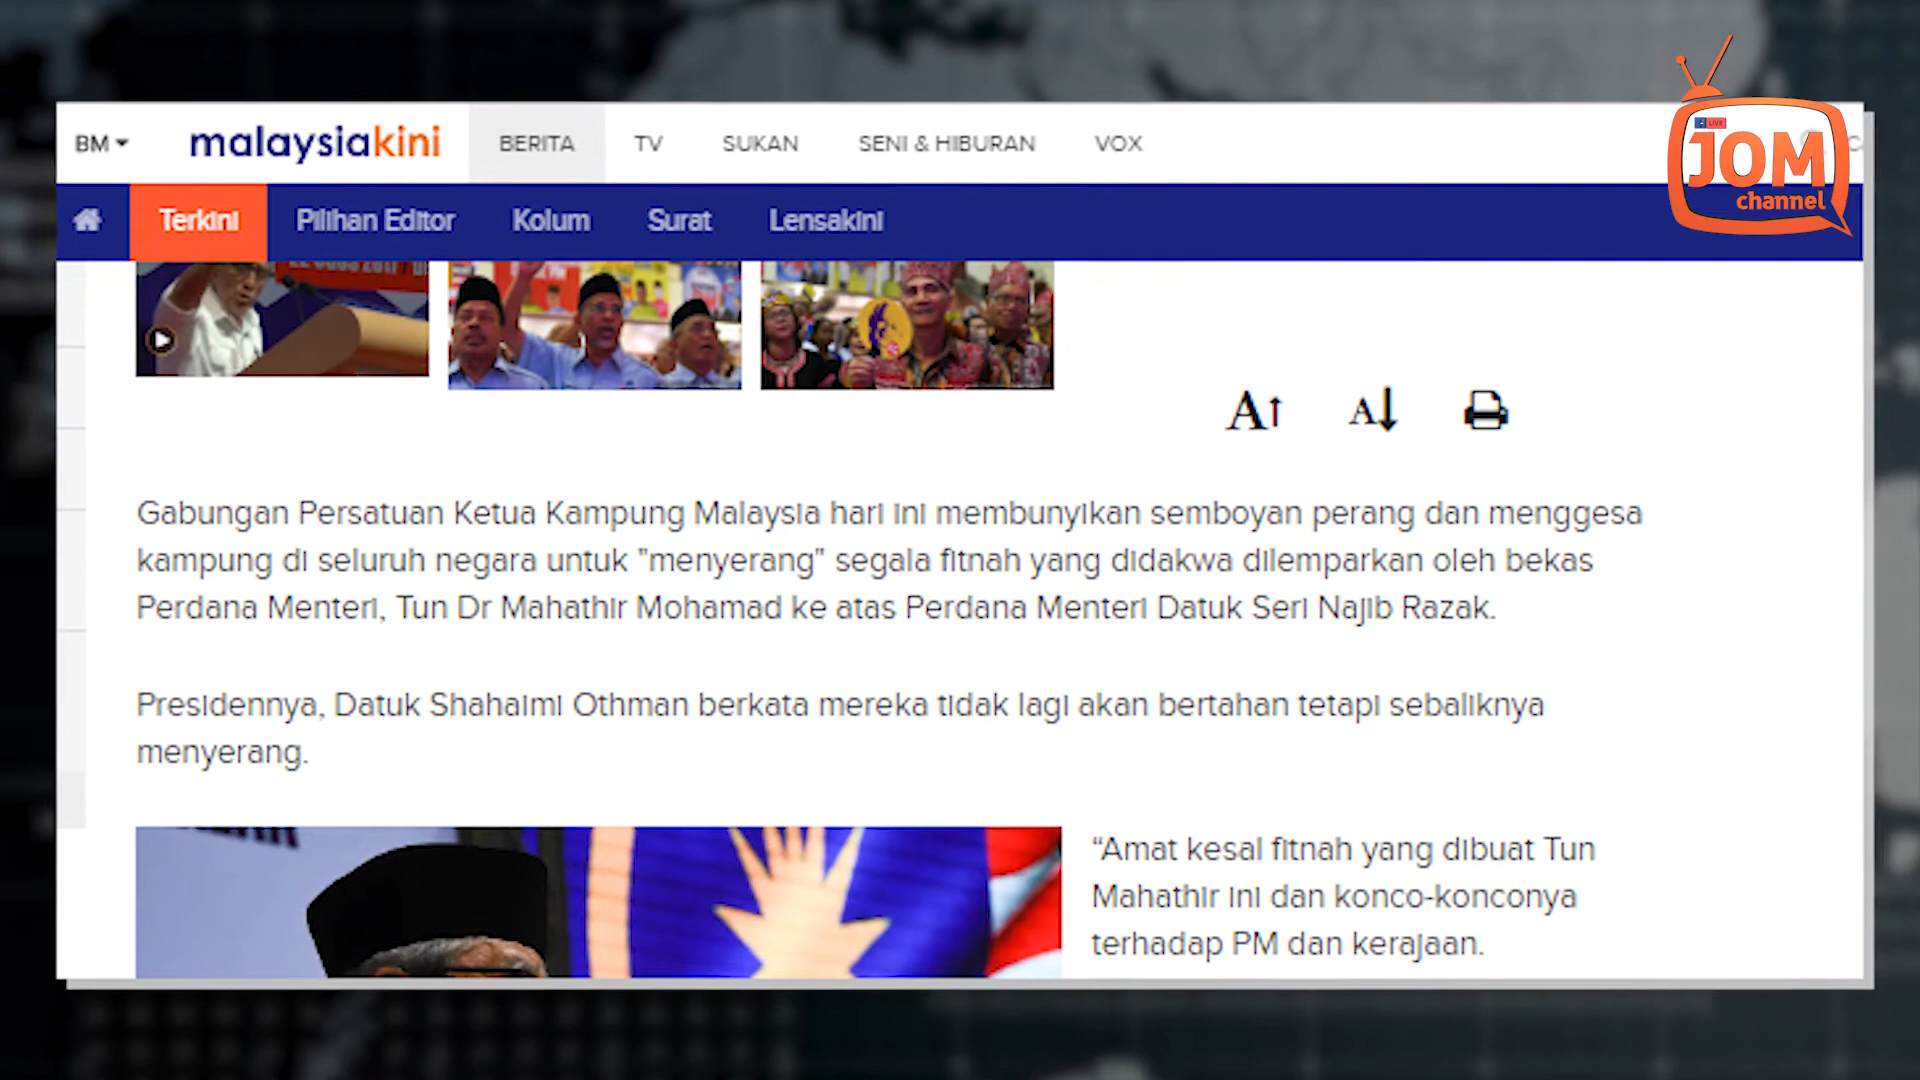 BM
malaysiakini
BERITA
TV
SUKAN
SENI & HIBURAN
VOX
LIVE
JOM
channel
Terkini
Pilihan Editor
Kolum
Surat
Lensakini
A
A
Gabungan Persatuan Ketua Kampung Malaysia hari ini membunyikan semboyan perang dan menggesa
kampung di seluruh negara untuk "menyerang" segala fitnah yang didakwa dilemparkan oleh bekas
Perdana Menteri, Tun Dr Mahathir Mohamad ke atas Perdana Menteri Datuk Seri Najib Razak.
Presidennya, Datuk Shahaimi Othman berkata mereka tidak lagi akan bertahan tetapi sebaliknya
menyerang.
“Amat kesal fitnah yang dibuat Tun
Mahathir ini dan konco-konconya
terhadap PM dan kerajaan.